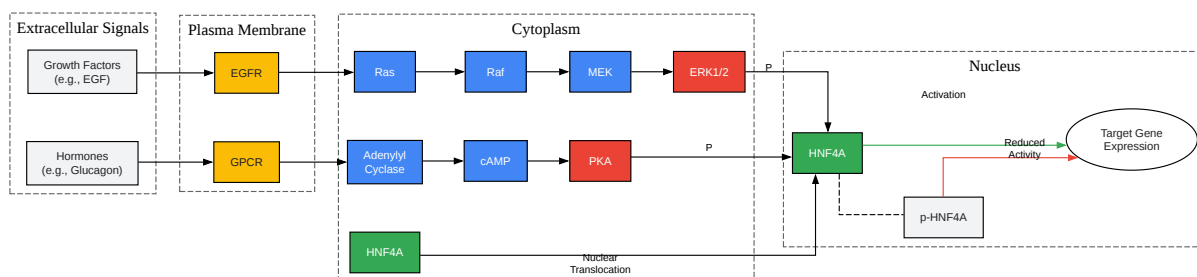 Extracellular Signals
Plasma Membrane
Cytoplasm
Nucleus
Growth Factors
(e.g., EGF)
EGFR
Ras
Raf
MEK
ERK1/2
P
Activation
Hormones
(e.g., Glucagon)
GPCR
Adenylyl
Cyclase
cAMP
PKA
P
HNF4A
Reduced
Activity
Target Gene
Expression
p-HNF4A
HNF4A
Nuclear
Translocation